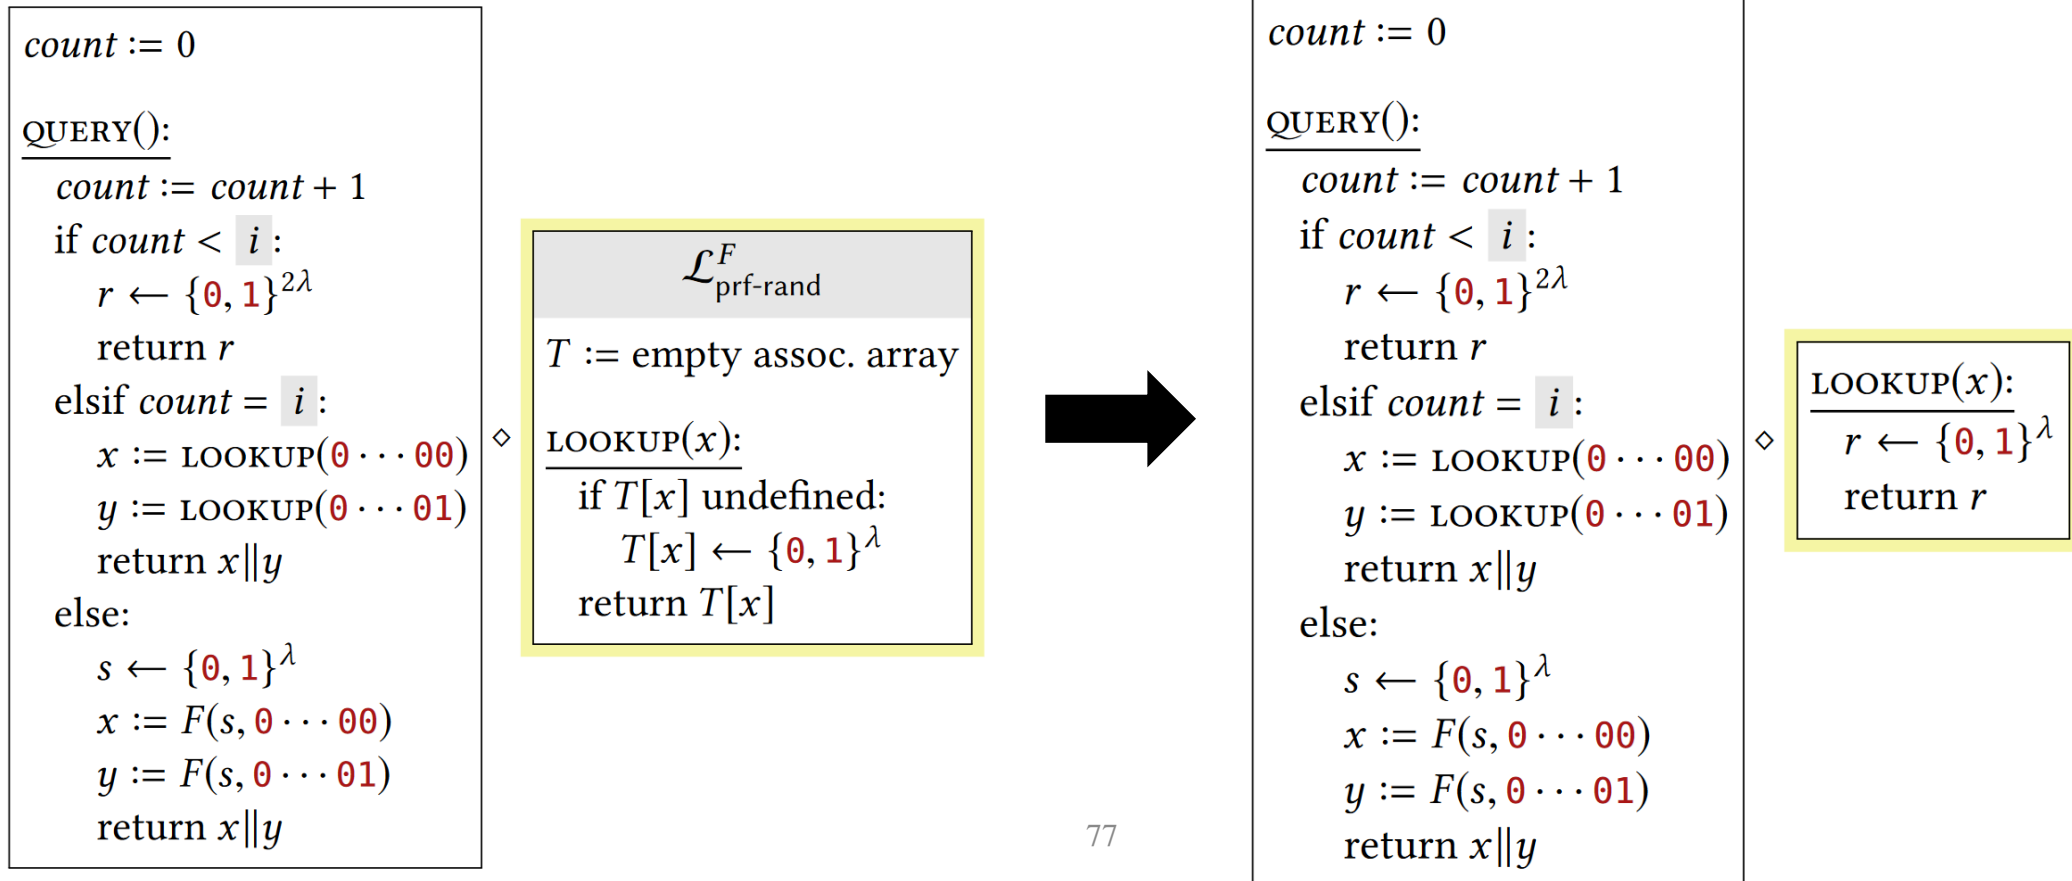 count := 0
QUERY():
count := count + 1
if count < i :
r ← {0, 1}^{2λ}
return r
elsif count = i :
x := LOOKUP(0 · · · 00)
y := LOOKUP(0 · · · 01)
return x‖y
else:
s ← {0, 1}^λ
x := F(s, 0 · · · 00)
y := F(s, 0 · · · 01)
return x‖y
⋄
ℒ^F_{prf-rand}
T := empty assoc. array
LOOKUP(x):
if T[x] undefined:
T[x] ← {0, 1}^λ
return T[x]
count := 0
QUERY():
count := count + 1
if count < i :
r ← {0, 1}^{2λ}
return r
elsif count = i :
x := LOOKUP(0 · · · 00)
y := LOOKUP(0 · · · 01)
return x‖y
else:
s ← {0, 1}^λ
x := F(s, 0 · · · 00)
y := F(s, 0 · · · 01)
return x‖y
⋄
LOOKUP(x):
r ← {0, 1}^λ
return r
77